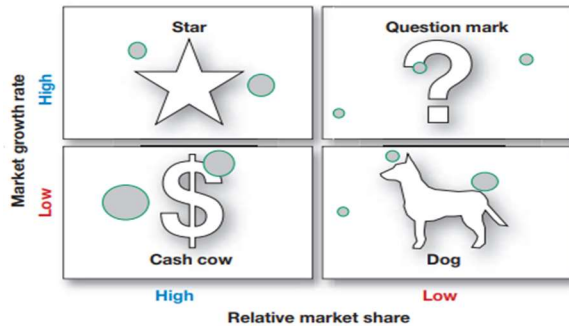 Star
Question mark
Market growth rate
High
Low
Cash cow
Dog
High
Low
Relative market share